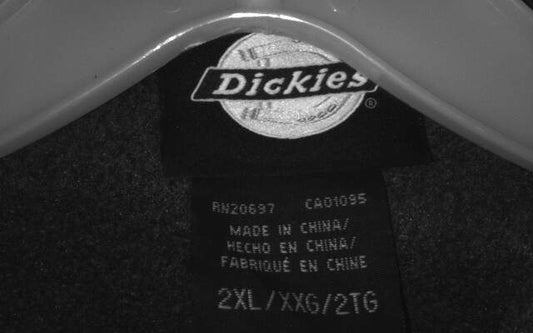 Dickies
®
RN20697 CA01095
MADE IN CHINA/
HECHO EN CHINA/
FABRIQUÉ EN CHINE
2XL/XXG/2TG